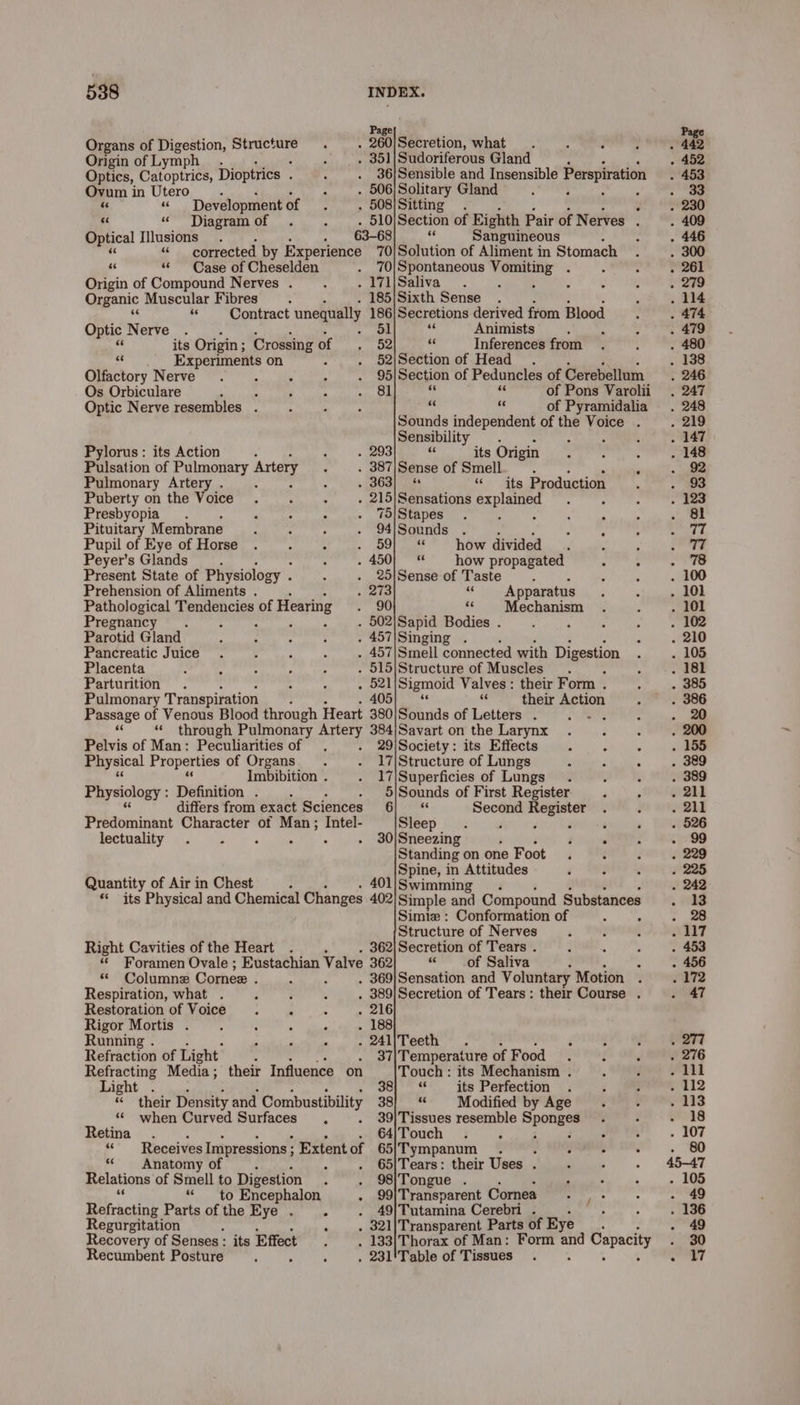 538 INDEX.
Page
Organs of Digestion, Structure . . 260
Origin of Lymph . . . . 351
Optics, Catoptrics, Dioptrics . . . 36
Ovum in Utero . . . . 506
“ “ Development of . . 508
“ “ Diagram of . . . 510
Optical Illusions . . . 63-68
“ “ corrected by Experience 70
“ “ Case of Cheselden . 70
Origin of Compound Nerves . . . 171
Organic Muscular Fibres . . . 185
“ “ Contract unequally 186
Optic Nerve . . . . 51
“ its Origin; Crossing of . 52
“ Experiments on . . 52
Olfactory Nerve . . . . 95
Os Orbiculare . . . . 81
Optic Nerve resembles . . . .
Pylorus: its Action . . . 293
Pulsation of Pulmonary Artery . . 387
Pulmonary Artery . . . . 363
Puberty on the Voice . . . . 215
Presbyopia . . . . . 75
Pituitary Membrane . . . 94
Pupil of Eye of Horse . . . 59
Peyer's Glands . . . . 450
Present State of Physiology . . . 25
Prehension of Aliments . . . 273
Pathological Tendencies of Hearing . 90
Pregnancy . . . . . 502
Parotid Gland . . . . 457
Pancreatic Juice . . . . 457
Placenta . . . . . 515
Parturition . . . . . 521
Pulmonary Transpiration . . . 405
Passage of Venous Blood through Heart 380
“ “ through Pulmonary Artery 384
Pelvis of Man: Peculiarities of . . 29
Physical Properties of Organs . . 17
“ “ Imbibition . . 17
Physiology: Definition . . . 5
“ differs from exact Sciences 6
Predominant Character of Man; Intel-
lectuality . . . . . 30
Quantity of Air in Chest . . . 401
“ its Physical and Chemical Changes 402
Right Cavities of the Heart . . . 362
“ Foramen Ovale; Eustachian Valve 362
“ Columnæ Corneæ . . . 369
Respiration, what . . . . 389
Restoration of Voice . . . 216
Rigor Mortis . . . . . 188
Running . . . . . 241
Refraction of Light . . . 37
Refracting Media; their Influence on
Light . . . . . 38
“ their Density and Combustibility 38
“ when Curved Surfaces . . 39
Retina . . . . . 64
“ Receives Impressions; Extent of 65
“ Anatomy of . . . 65
Relations of Smell to Digestion . . 98
“ “ to Encephalon . 99
Refracting Parts of the Eye . . . 49
Regurgitation . . . . 321
Recovery of Senses: its Effect . . 133
Recumbent Posture . . . 231
Page
Secretion, what . . . . 442
Sudoriferous Gland . . . 452
Sensible and Insensible Perspiration . 453
Solitary Gland . . . . 33
Sitting . . . . . 230
Section of Eighth Pair of Nerves . . 409
“ Sanguineous . . . 446
Solution of Aliment in Stomach . . 300
Spontaneous Vomiting . . . 261
Saliva . . . . . 279
Sixth Sense . . . . 114
Secretions derived from Blood . . 474
“ Animists . . . 479
“ Inferences from . . 480
Section of Head . . . . 138
Section of Peduncles of Cerebellum . 246
“ “ of Pons Varolii . 247
“ “ of Pyramidalia . 248
Sounds independent of the Voice . . 219
Sensibility . . . . . 147
“ its Origin . . . 148
Sense of Smell . . . . 92
“ “ its Production . . 93
Sensations explained . . . 123
Stapes . . . . . 81
Sounds . . . . . 77
“ how divided . . . 77
“ how propagated . . . 78
Sense of Taste . . . . 100
“ Apparatus . . . 101
“ Mechanism . . . 101
Sapid Bodies . . . . 102
Singing . . . . . 210
Smell connected with Digestion . . 105
Structure of Muscles . . . 181
Sigmoid Valves: their Form . . . 385
“ “ their Action . . 386
Sounds of Letters . . . . 20
Savart on the Larynx . . . 200
Society: its Effects . . . 155
Structure of Lungs . . . 389
Superficies of Lungs . . . 389
Sounds of First Register . . . 211
“ Second Register . . 211
Sleep . . . . . 526
Sneezing . . . . . 99
Standing on one Foot . . . 229
Spine, in Attitudes . . . 225
Swimming . . . . 242
Simple and Compound Substances . 13
Simiæ: Conformation of . . . 28
Structure of Nerves . . . 117
Secretion of Tears . . . . 453
“ of Saliva . . . 456
Sensation and Voluntary Motion . . 172
Secretion of Tears: their Course . . 47
Teeth . . . . . 277
Temperature of Food . . . 276
Touch: its Mechanism . . . 111
“ its Perfection . . . 112
“ Modified by Age . . 113
Tissues resemble Sponges . . 18
Touch . . . . . 107
Tympanum . . . . 80
Tears: their Uses . . . . 45-47
Tongue . . . . . 105
Transparent Cornea . . . 49
Tutamina Cerebri . . . . 136
Transparent Parts of Eye . . 49
Thorax of Man: Form and Capacity . 30
Table of Tissues . . . . 17